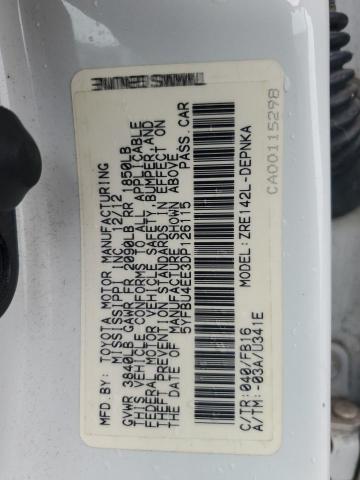 MFD.BY: TOYOTA MOTOR MANUFACTURING
MISSISSIPPI INC. 12/12
GVWR 3840LB GAWR FR 2090LB RR 1850LB
THIS VEHICLE CONFORMS TO ALL APPLICABLE
FEDERAL MOTOR VEHICLE SAFETY, BUMPER, AND
THEFT PREVENTION STANDARDS IN EFFECT ON
THE DATE OF MANUFACTURE SHOWN ABOVE.
5YFBU4EE3DP126115 PASS.CAR
MODEL: ZRE142L-DEPNKA
C/TR: 040/FB16
A/TM: -03A/U341E
CA00115298